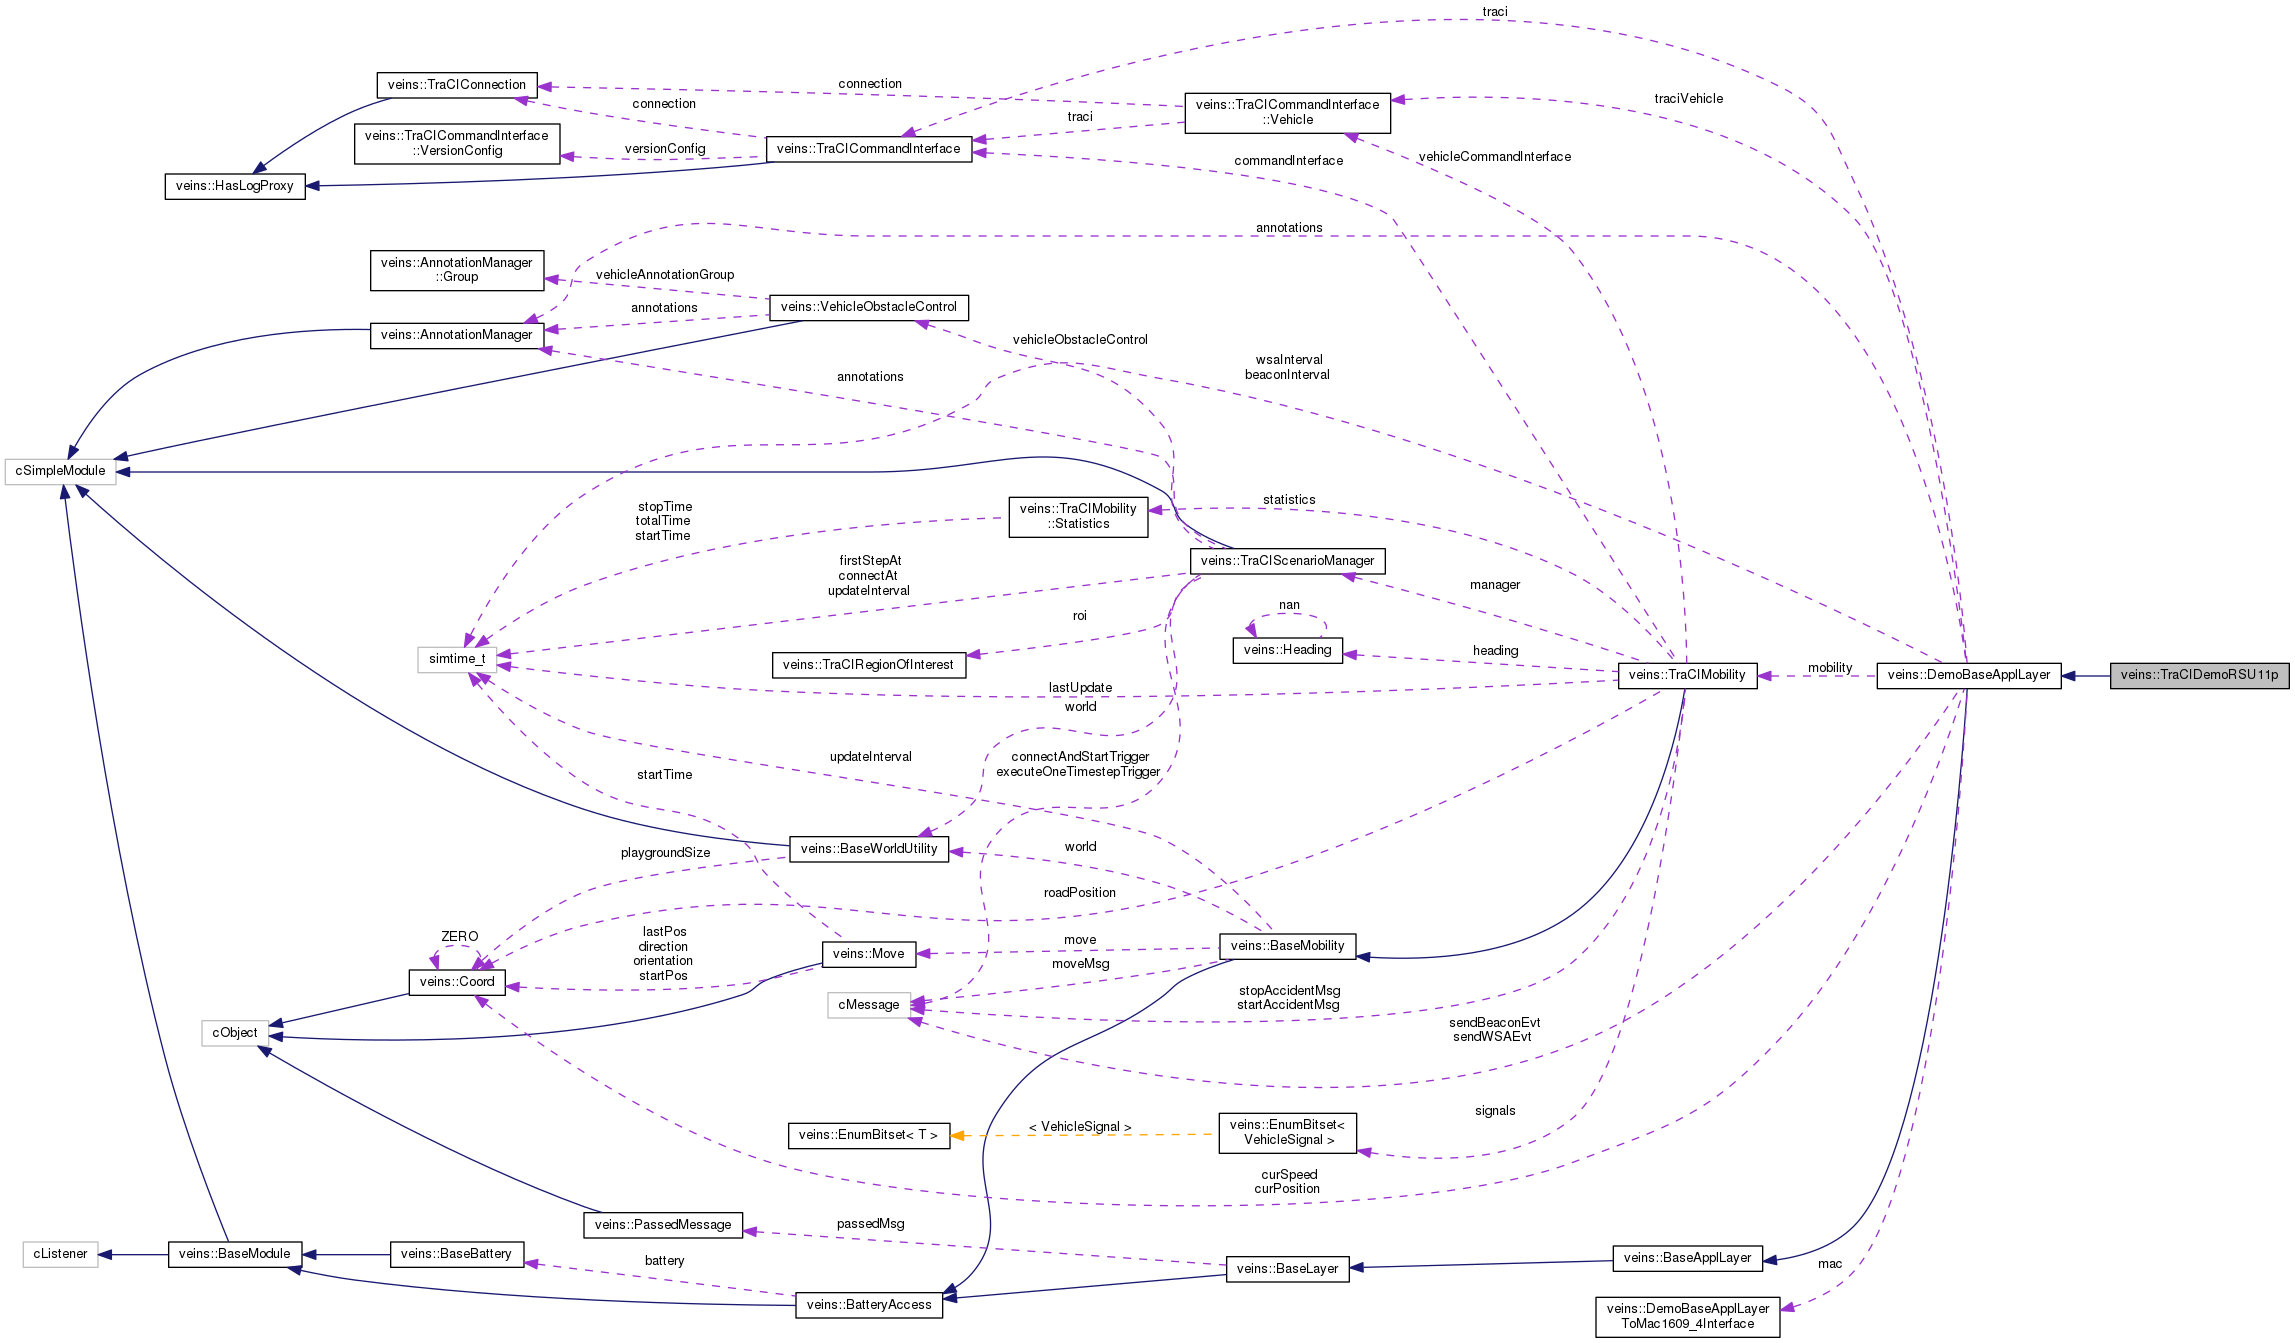 traci
veins::TraCIConnection
connection
traciVehicle
veins::TraCICommandInterface
::Vehicle
connection
traci
veins::TraCICommandInterface
::VersionConfig
versionConfig
veins::TraCICommandInterface
commandInterface
vehicleCommandInterface
veins::HasLogProxy
annotations
veins::AnnotationManager
::Group
vehicleAnnotationGroup
veins::VehicleObstacleControl
annotations
veins::AnnotationManager
vehicleObstacleControl
wsaInterval
beaconInterval
annotations
cSimpleModule
stopTime
totalTime
startTime
veins::TraCIMobility
::Statistics
statistics
firstStepAt
connectAt
updateInterval
veins::TraCIScenarioManager
manager
nan
roi
simtime_t
veins::TraCIRegionOfInterest
veins::Heading
heading
veins::TraCIMobility
mobility
veins::DemoBaseApplLayer
veins::TraCIDemoRSU11p
lastUpdate
world
updateInterval
connectAndStartTrigger
executeOneTimestepTrigger
startTime
playgroundSize
veins::BaseWorldUtility
world
roadPosition
ZERO
lastPos
direction
orientation
startPos
veins::Move
move
veins::BaseMobility
moveMsg
veins::Coord
cMessage
stopAccidentMsg
startAccidentMsg
cObject
sendBeaconEvt
sendWSAEvt
signals
veins::EnumBitset< T >
< VehicleSignal >
veins::EnumBitset<
VehicleSignal >
curSpeed
curPosition
veins::PassedMessage
passedMsg
cListener
veins::BaseModule
veins::BaseBattery
battery
veins::BaseLayer
veins::BaseApplLayer
mac
veins::BatteryAccess
veins::DemoBaseApplLayer
ToMac1609_4Interface